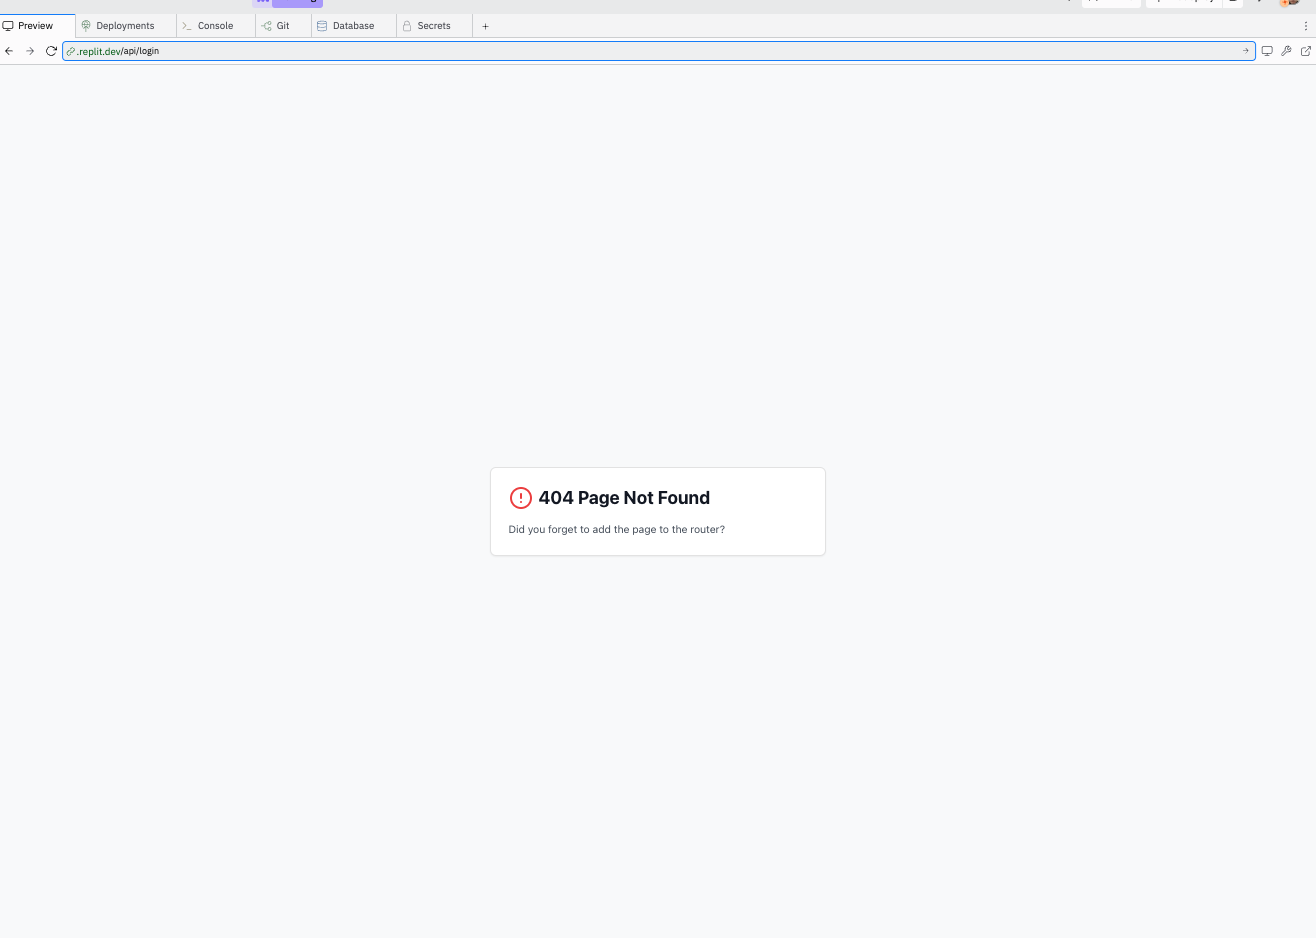 Preview
Deployments
Console
Git
Database
Secrets
.replit.dev/api/login
404 Page Not Found
Did you forget to add the page to the router?